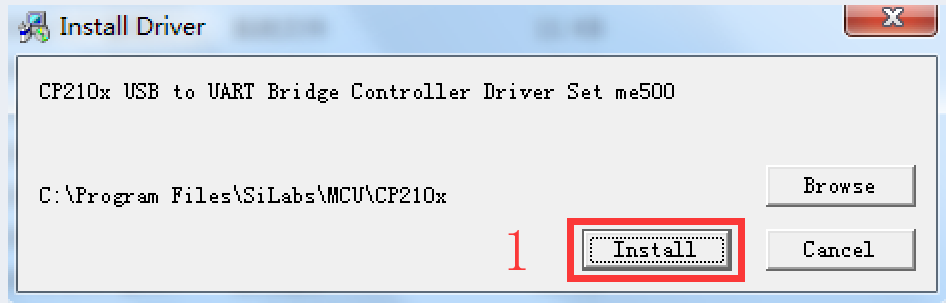 Install Driver
CP210x USB to UART Bridge Controller Driver Set me500
C:\Program Files\SiLabs\MCU\CP210x
Browse
1
Install
Cancel